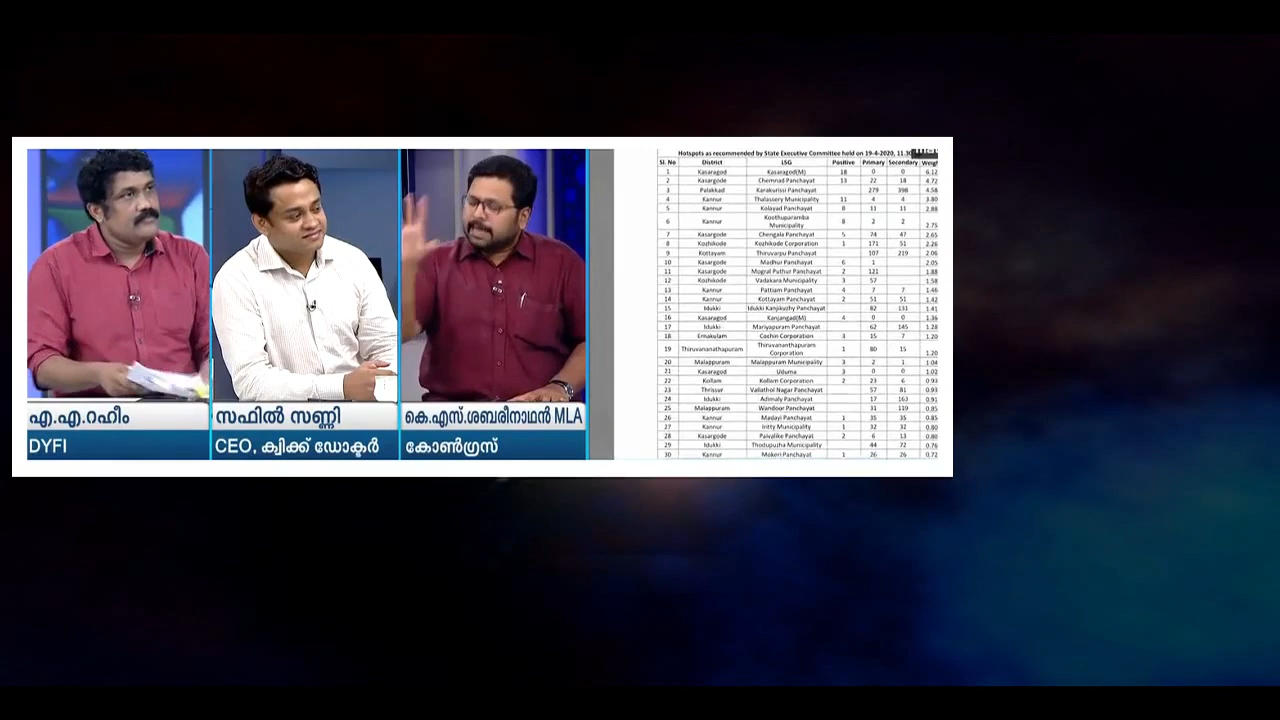 എ.എ.റഹീം
DYFI
സഹിൽ സണ്ണി
CEO, ക്വിക്ക് ഡോക്ടർ
കെ.എസ്.ശബരീനാഥൻ MLA
കോൺഗ്രസ്
Hotspots as recommended by State Executive Committee held on 19-4-2020, 11.30
Sl. No District LSG Positive Primary Secondary Weigh
1 Kasaragod Kasaragod(M) 18 0 0 6.12
2 Kasargode Chemnad Panchayat 13 22 18 4.72
3 Palakkad Karakurissi Panchayat 279 398 4.58
4 Kannur Thalassery Municipality 11 4 4 3.80
5 Kannur Kolayad Panchayat 8 11 11 2.88
6 Kannur Koothuparamba Municipality 8 2 2 2.75
7 Kasargode Chengala Panchayat 5 74 47 2.65
8 Kozhikode Kozhikode Corporation 1 171 51 2.26
9 Kottayam Thiruvarpu Panchayat 107 219 2.06
10 Kasargode Madhur Panchayat 6 1 2.05
11 Kasargode Mogral Puthur Panchayat 2 121 1.88
12 Kozhikode Vadakara Municipality 3 57 1.58
13 Kannur Pattiam Panchayat 4 7 7 1.46
14 Kannur Kottayam Panchayat 2 51 51 1.42
15 Idukki Idukki Kanjikuzhy Panchayat 82 131 1.41
16 Kasaragod Kanjangad(M) 4 0 0 1.36
17 Idukki Mariyapuram Panchayat 62 145 1.28
18 Ernakulam Cochin Corporation 3 15 7 1.20
19 Thiruvananathapuram Thiruvananthapuram Corporation 1 80 15 1.20
20 Malappuram Malappuram Municipality 3 2 1 1.04
21 Kasaragod Uduma 3 0 0 1.02
22 Kollam Kollam Corporation 2 23 6 0.93
23 Thrissur Vallathol Nagar Panchayat 57 81 0.93
24 Idukki Adimaly Panchayat 17 163 0.91
25 Malappuram Wandoor Panchayat 31 119 0.85
26 Kannur Madayi Panchayat 1 35 35 0.85
27 Kannur Iritty Municipality 1 32 32 0.80
28 Kasargode Paivalike Panchayat 2 6 13 0.80
29 Idukki Thodupuzha Municipality 44 72 0.76
30 Kannur Mokeri Panchayat 1 26 26 0.72